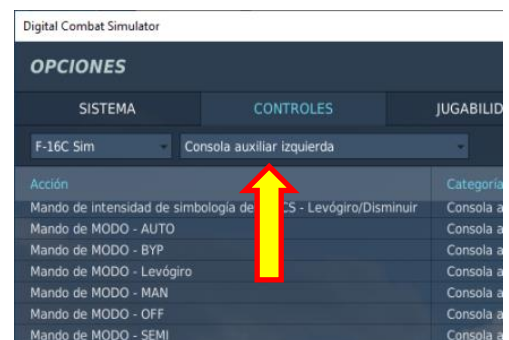 Digital Combat Simulator
OPCIONES
SISTEMA CONTROLES JUGABILID
F-16C Sim Consola auxiliar izquierda
Acción Categoría
Mando de intensidad de simbología de CS - Levógiro/Disminuir Consola a
Mando de MODO - AUTO Consola a
Mando de MODO - BYP Consola a
Mando de MODO - Levógiro Consola a
Mando de MODO - MAN Consola a
Mando de MODO - OFF Consola a
Mando de MODO - SEMI Consola a